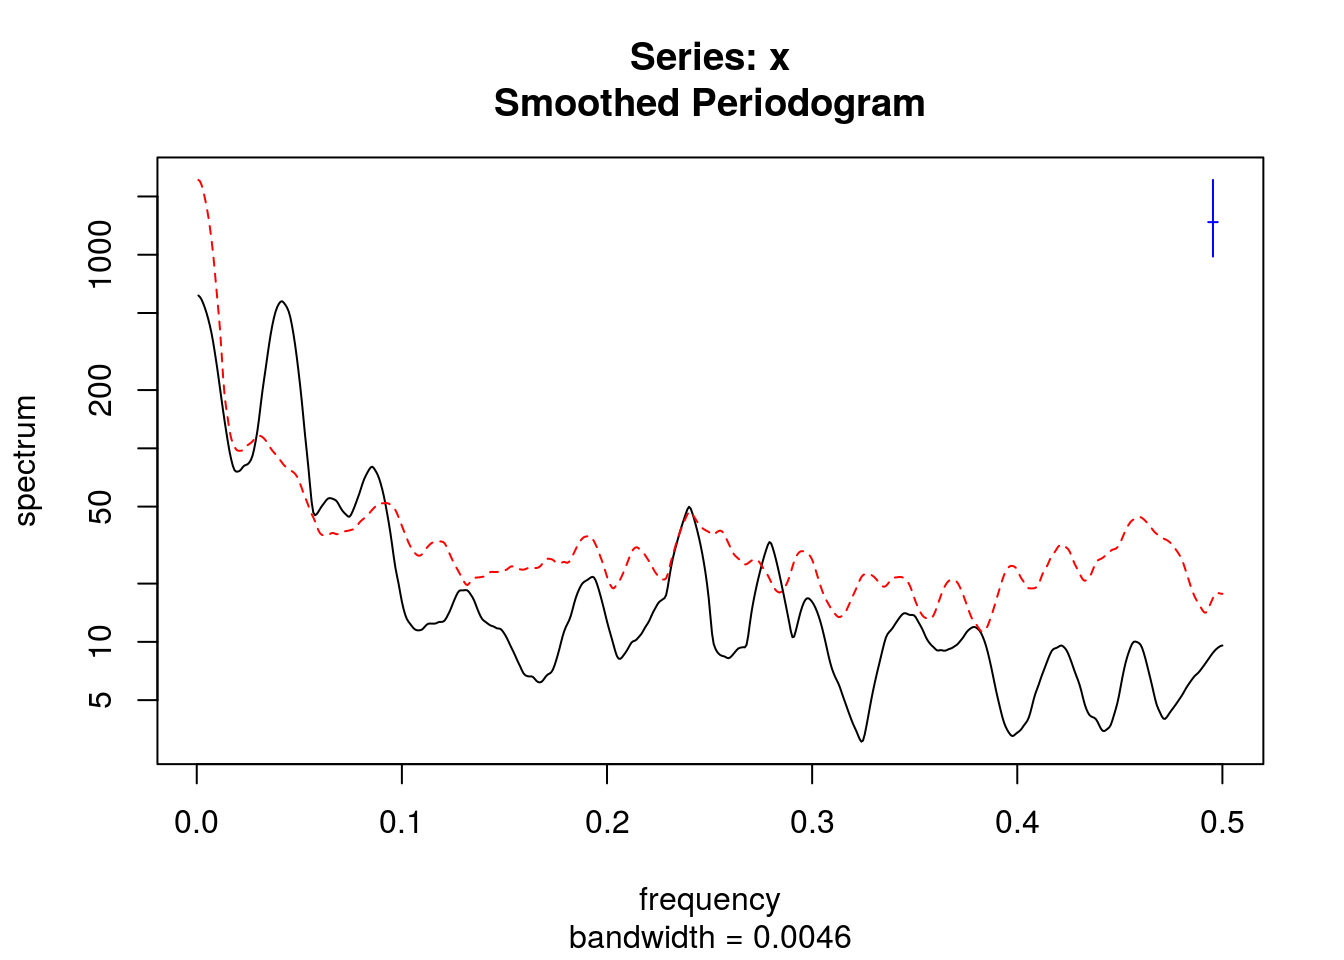 Series: x
Smoothed Periodogram
spectrum
1000
200
50
10
5
0.0 0.1 0.2 0.3 0.4 0.5
frequency
bandwidth = 0.0046